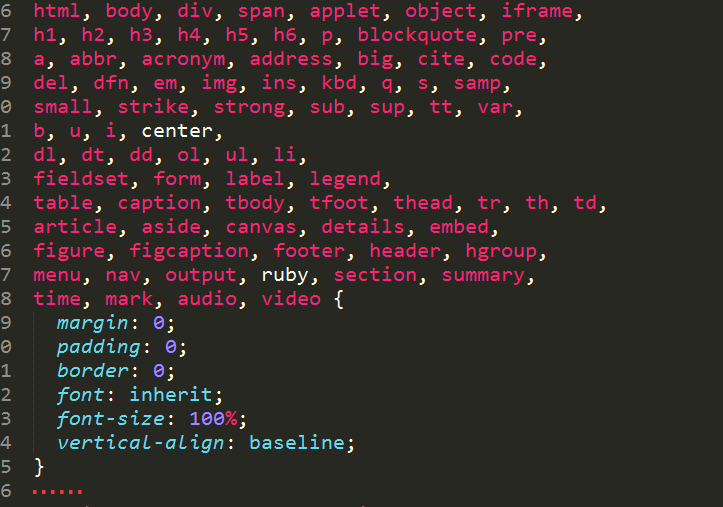 6 html, body, div, span, applet, object, iframe,
7 h1, h2, h3, h4, h5, h6, p, blockquote, pre,
8 a, abbr, acronym, address, big, cite, code,
9 del, dfn, em, img, ins, kbd, q, s, samp,
0 small, strike, strong, sub, sup, tt, var,
1 b, u, i, center,
2 dl, dt, dd, ol, ul, li,
3 fieldset, form, label, legend,
4 table, caption, tbody, tfoot, thead, tr, th, td,
5 article, aside, canvas, details, embed,
6 figure, figcaption, footer, header, hgroup,
7 menu, nav, output, ruby, section, summary,
8 time, mark, audio, video {
9 margin: 0;
0 padding: 0;
1 border: 0;
2 font: inherit;
3 font-size: 100%;
4 vertical-align: baseline;
5 }
6 ......